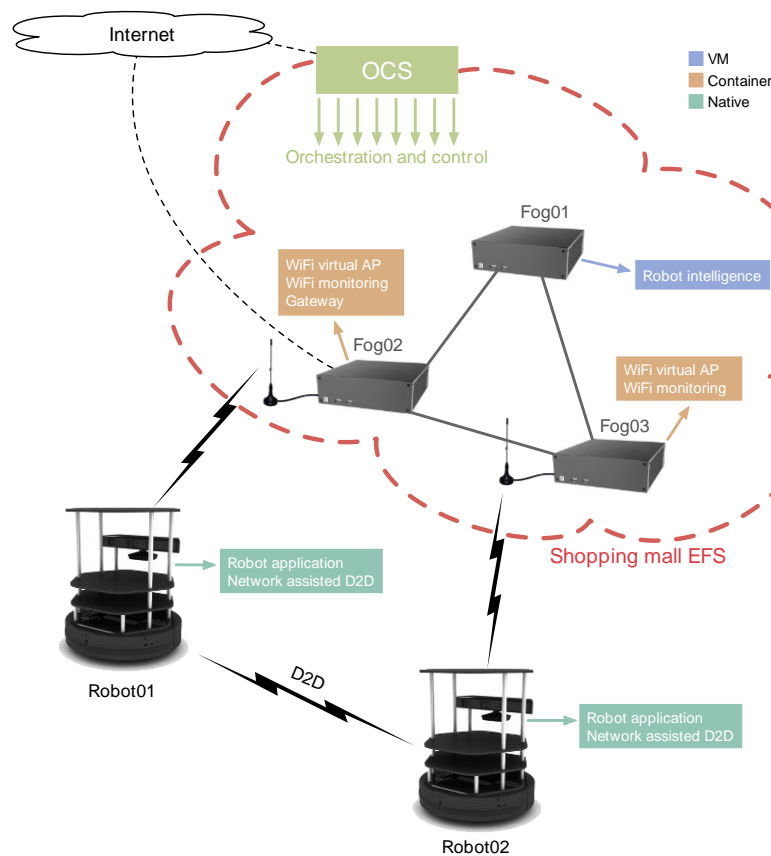 Internet
OCS
VM
Container
Native
Orchestration and control
Fog01
WiFi virtual AP
WiFi monitoring
Gateway
Robot intelligence
Fog02
WiFi virtual AP
WiFi monitoring
Fog03
Shopping mall EFS
Robot application
Network assisted D2D
D2D
Robot01
Robot application
Network assisted D2D
Robot02